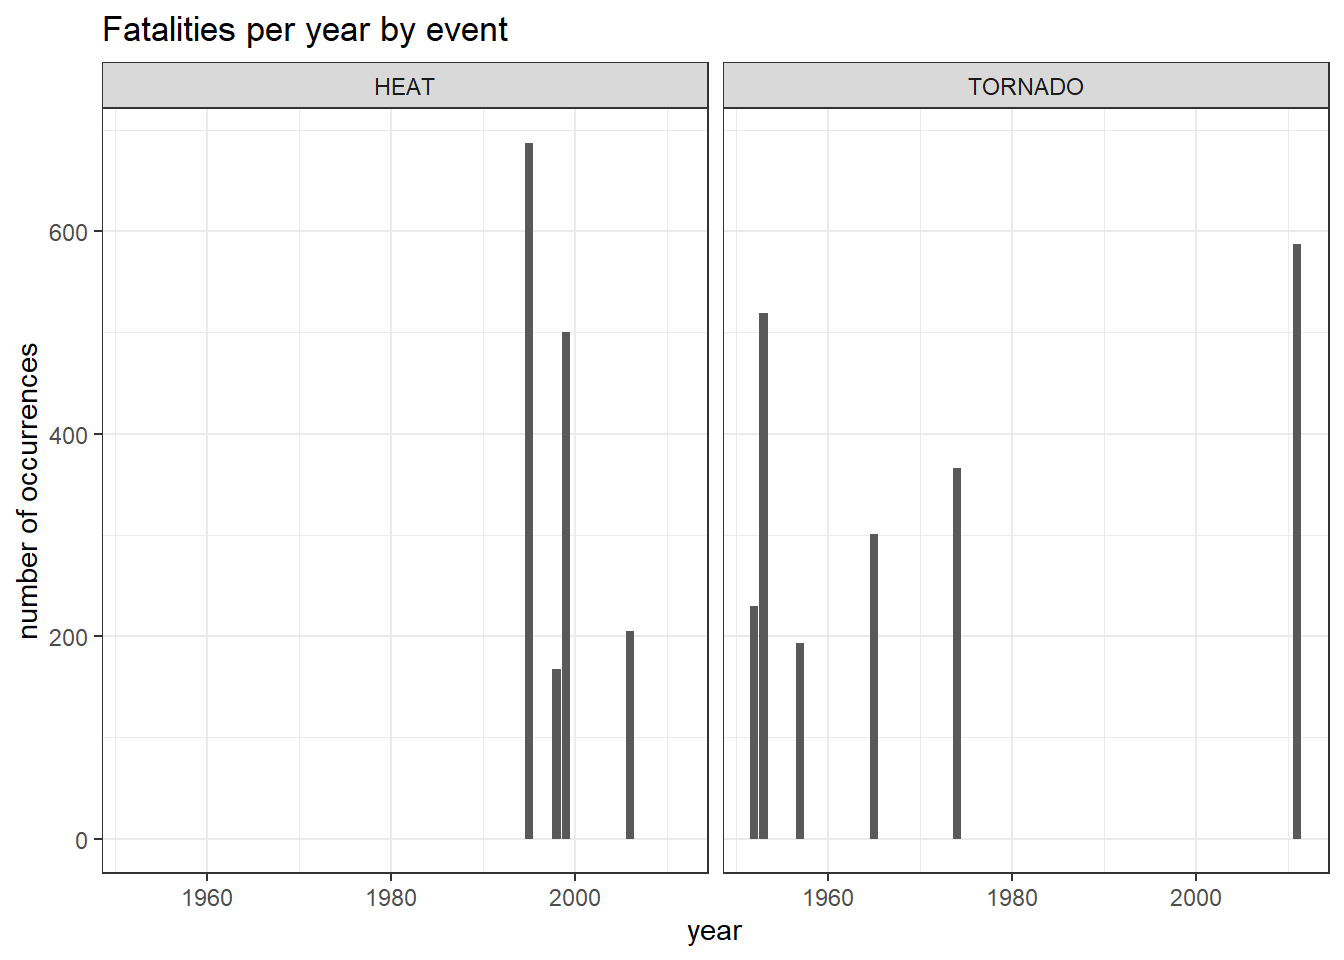 Fatalities per year by event
HEAT
TORNADO
600
400
200
0
number of occurrences
1960
1980
2000
1960
1980
2000
year